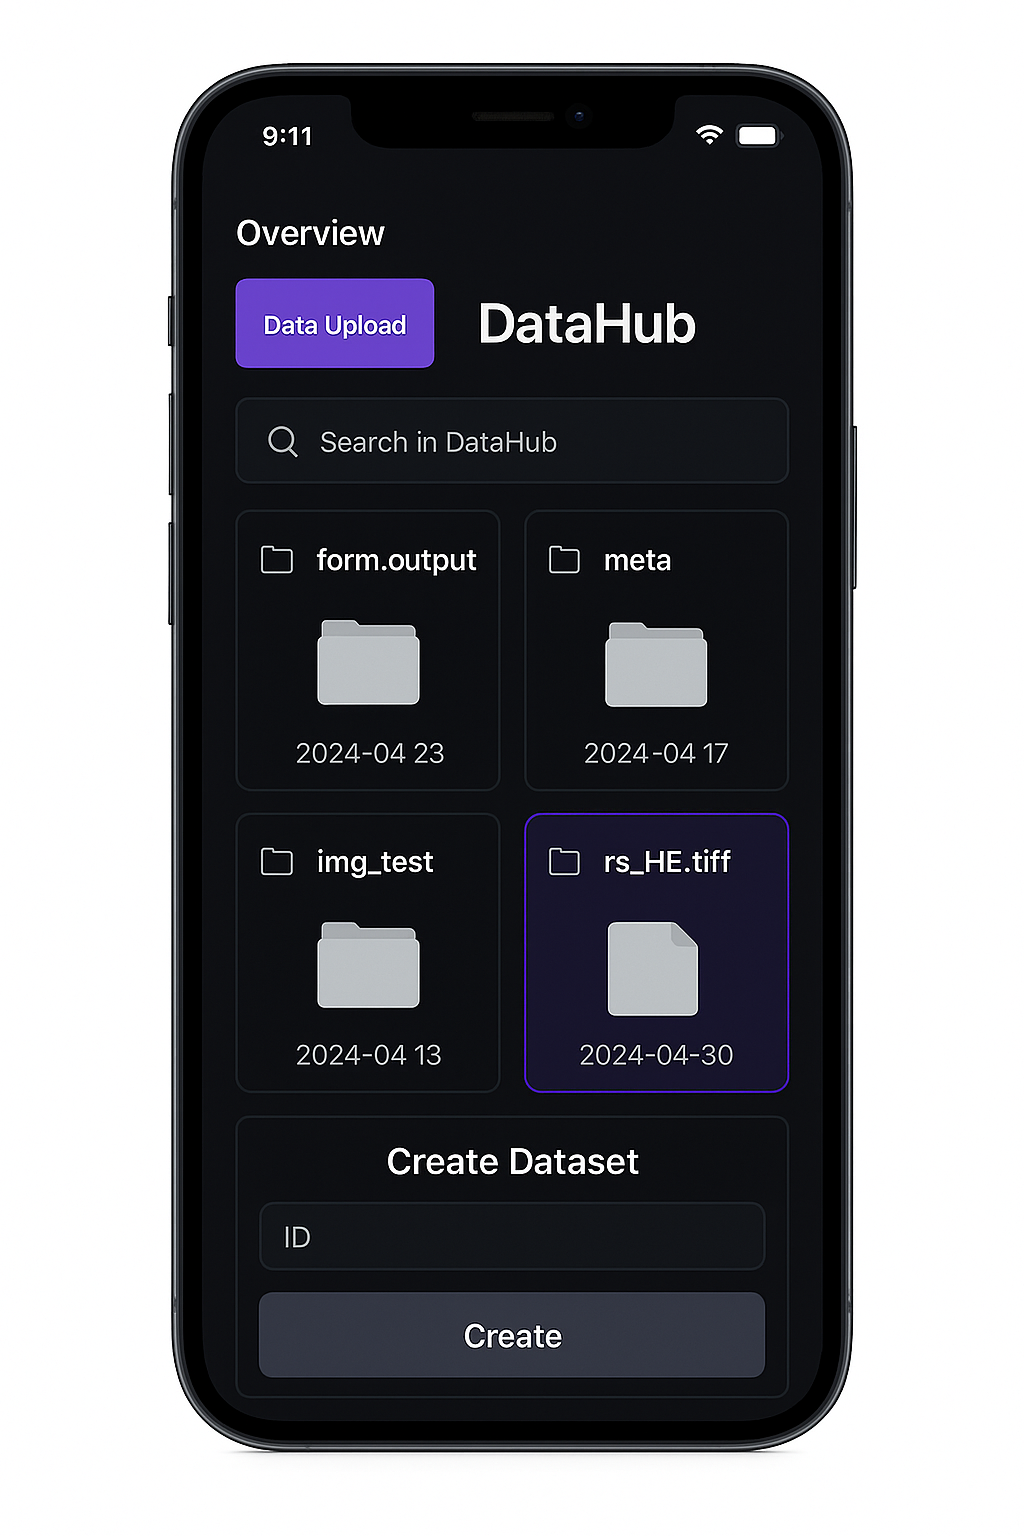 9:11
Overview
Data Upload
DataHub
Search in DataHub
form.output
meta
2024-04 23
2024-04 17
img_test
rs_HE.tiff
2024-04 13
2024-04-30
Create Dataset
ID
Create